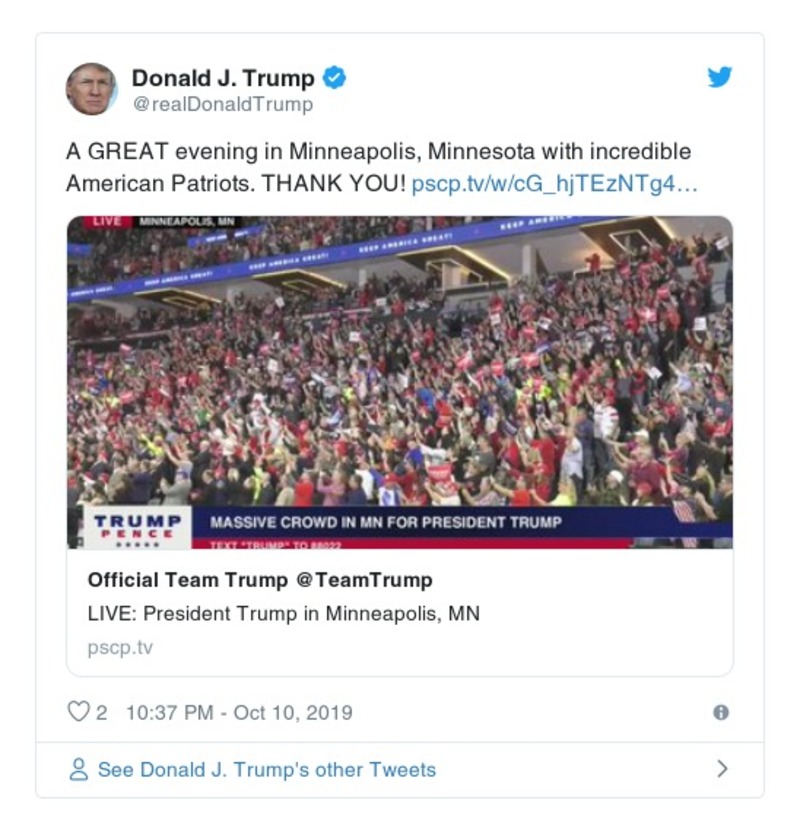 Donald J. Trump
@realDonaldTrump
A GREAT evening in Minneapolis, Minnesota with incredible
American Patriots. THANK YOU! pscp.tv/w/cG_hjTEzNTg4…
LIVE MINNEAPOLIS, MN
KEEP AMERICA GREAT! KEEP AMERICA GREAT! KEEP AMERICA GREAT! KEEP AMERICA
TRUMP
PENCE
MASSIVE CROWD IN MN FOR PRESIDENT TRUMP
TEXT "TRUMP" TO 88022
Official Team Trump @TeamTrump
LIVE: President Trump in Minneapolis, MN
pscp.tv
2 10:37 PM - Oct 10, 2019
See Donald J. Trump's other Tweets